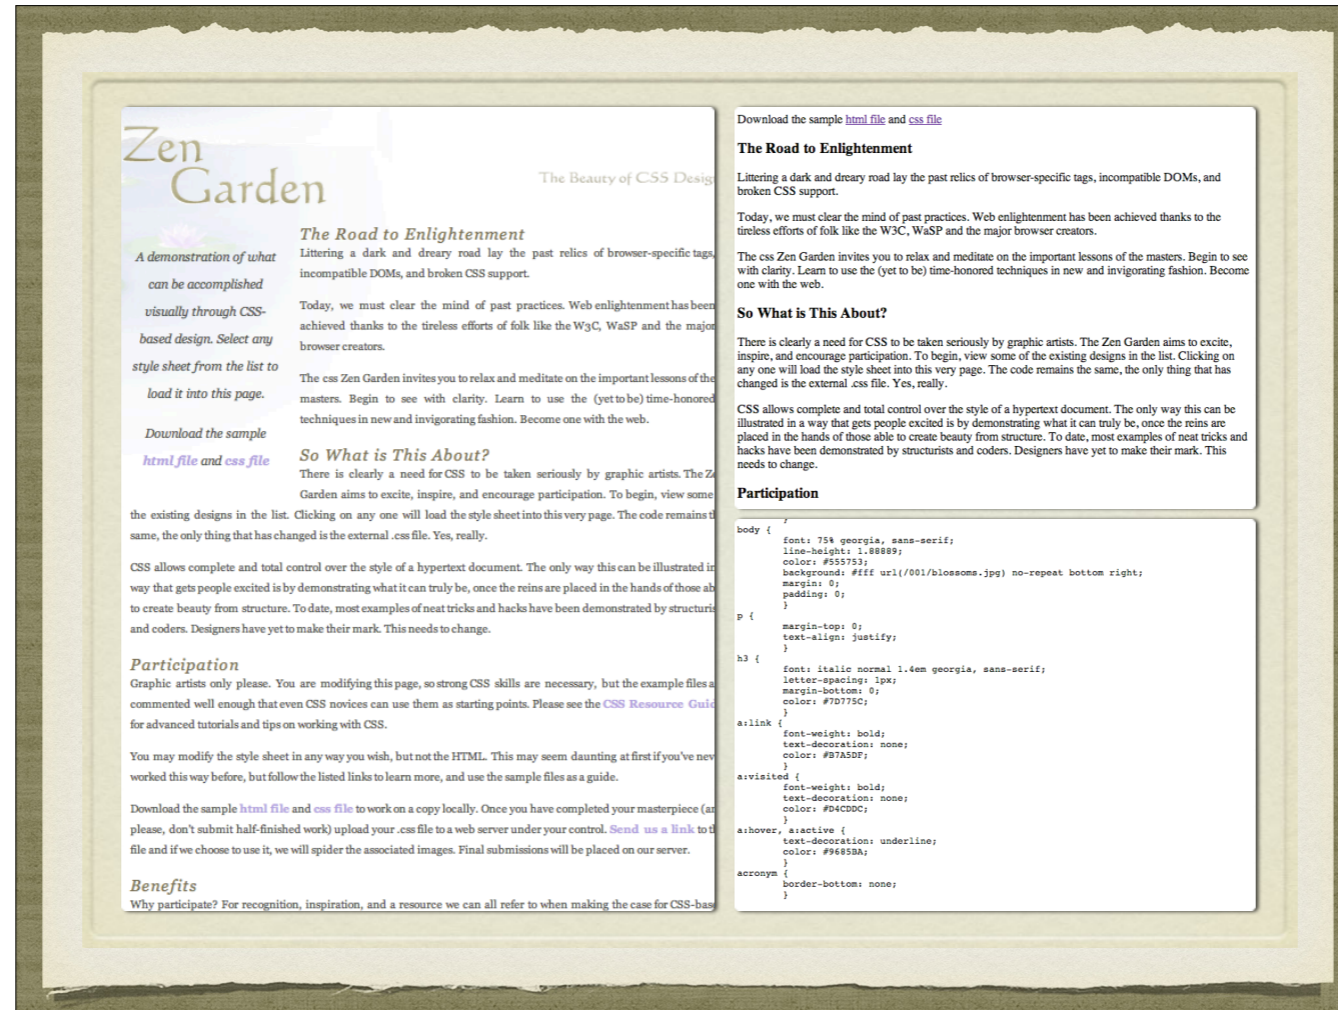 Zen
Garden
The Beauty of CSS Desig
A demonstration of what
can be accomplished
visually through CSS-
based design. Select any
style sheet from the list to
load it into this page.
Download the sample
html file and css file
The Road to Enlightenment
Littering a dark and dreary road lay the past relics of browser-specific tags,
incompatible DOMs, and broken CSS support.
Today, we must clear the mind of past practices. Web enlightenment has been
achieved thanks to the tireless efforts of folk like the W3C, WaSP and the major
browser creators.
The css Zen Garden invites you to relax and meditate on the important lessons of the
masters. Begin to see with clarity. Learn to use the (yet to be) time-honored
techniques in new and invigorating fashion. Become one with the web.
So What is This About?
There is clearly a need for CSS to be taken seriously by graphic artists. The Ze
Garden aims to excite, inspire, and encourage participation. To begin, view some
the existing designs in the list. Clicking on any one will load the style sheet into this very page. The code remains th
same, the only thing that has changed is the external .css file. Yes, really.
CSS allows complete and total control over the style of a hypertext document. The only way this can be illustrated in
way that gets people excited is by demonstrating what it can truly be, once the reins are placed in the hands of those ab
to create beauty from structure. To date, most examples of neat tricks and hacks have been demonstrated by structuris
and coders. Designers have yet to make their mark. This needs to change.
Participation
Graphic artists only please. You are modifying this page, so strong CSS skills are necessary, but the example files a
commented well enough that even CSS novices can use them as starting points. Please see the CSS Resource Guid
for advanced tutorials and tips on working with CSS.
You may modify the style sheet in any way you wish, but not the HTML. This may seem daunting at first if you've nev
worked this way before, but follow the listed links to learn more, and use the sample files as a guide.
Download the sample html file and css file to work on a copy locally. Once you have completed your masterpiece (an
please, don't submit half-finished work) upload your .css file to a web server under your control. Send us a link to th
file and if we choose to use it, we will spider the associated images. Final submissions will be placed on our server.
Benefits
Why participate? For recognition, inspiration, and a resource we can all refer to when making the case for CSS-base
Download the sample html file and css file
The Road to Enlightenment
Littering a dark and dreary road lay the past relics of browser-specific tags, incompatible DOMs, and
broken CSS support.
Today, we must clear the mind of past practices. Web enlightenment has been achieved thanks to the
tireless efforts of folk like the W3C, WaSP and the major browser creators.
The css Zen Garden invites you to relax and meditate on the important lessons of the masters. Begin to see
with clarity. Learn to use the (yet to be) time-honored techniques in new and invigorating fashion. Become
one with the web.
So What is This About?
There is clearly a need for CSS to be taken seriously by graphic artists. The Zen Garden aims to excite,
inspire, and encourage participation. To begin, view some of the existing designs in the list. Clicking on
any one will load the style sheet into this very page. The code remains the same, the only thing that has
changed is the external .css file. Yes, really.
CSS allows complete and total control over the style of a hypertext document. The only way this can be
illustrated in a way that gets people excited is by demonstrating what it can truly be, once the reins are
placed in the hands of those able to create beauty from structure. To date, most examples of neat tricks and
hacks have been demonstrated by structurists and coders. Designers have yet to make their mark. This
needs to change.
Participation
}
body {
font: 75% georgia, sans-serif;
line-height: 1.88889;
color: #555753;
background: #fff url(/001/blossoms.jpg) no-repeat bottom right;
margin: 0;
padding: 0;
}
p {
margin-top: 0;
text-align: justify;
}
h3 {
font: italic normal 1.4em georgia, sans-serif;
letter-spacing: 1px;
margin-bottom: 0;
color: #7D775C;
}
a:link {
font-weight: bold;
text-decoration: none;
color: #B7A5DF;
}
a:visited {
font-weight: bold;
text-decoration: none;
color: #D4CDDC;
}
a:hover, a:active {
text-decoration: underline;
color: #9685BA;
}
acronym {
border-bottom: none;
}